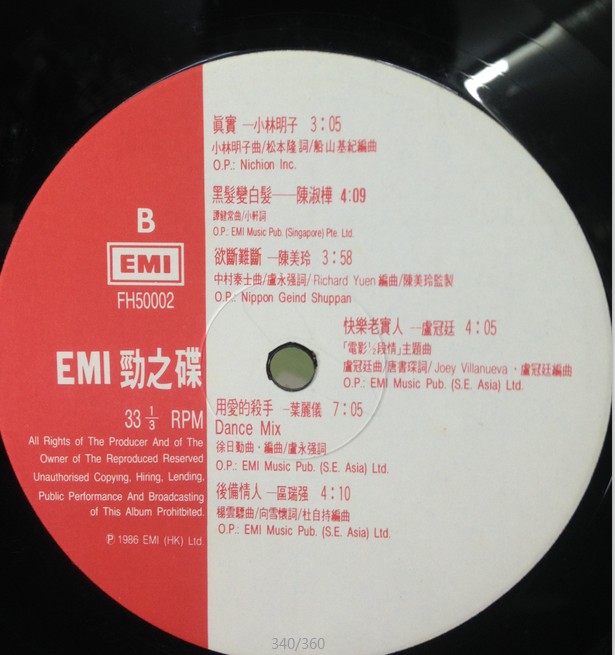 B
EMI
FH50002
EMI 勁之碟
33 1/3 RPM
All Rights of The Producer And of The
Owner of The Reproduced Reserved
Unauthorised Copying, Hiring, Lending,
Public Performance And Broadcasting
of This Album Prohitbited.
Ⓟ 1986 EMI (HK) Ltd.
眞實 —小林明子 3:05
小林明子曲/松本隆詞/船山基紀編曲
O.P.: Nichion Inc.
黑髮變白髮——陳淑樺 4:09
譚健常曲/小軒詞
O.P.: EMI Music Pub. (Singapore) Pte. Ltd.
欲斷難斷 —陳美玲 3:58
中村泰士曲/盧永强詞/Richard Yuen 編曲/陳美玲監製
O.P.: Nippon Geind Shuppan
快樂老實人 —盧冠廷 4:05
「電影½段情」主題曲
盧冠廷曲/唐書琛詞/Joey Villanueva・盧冠廷編曲
O.P.: EMI Music Pub. (S.E. Asia) Ltd.
用愛的殺手 —葉麗儀 7:05
Dance Mix
徐日勤曲・編曲/盧永强詞
O.P.: EMI Music Pub. (S.E. Asia) Ltd.
後備情人 —區瑞强 4:10
楊雲驃曲/向雪懷詞/杜自持編曲
O.P.: EMI Music Pub. (S.E. Asia) Ltd.
340/360